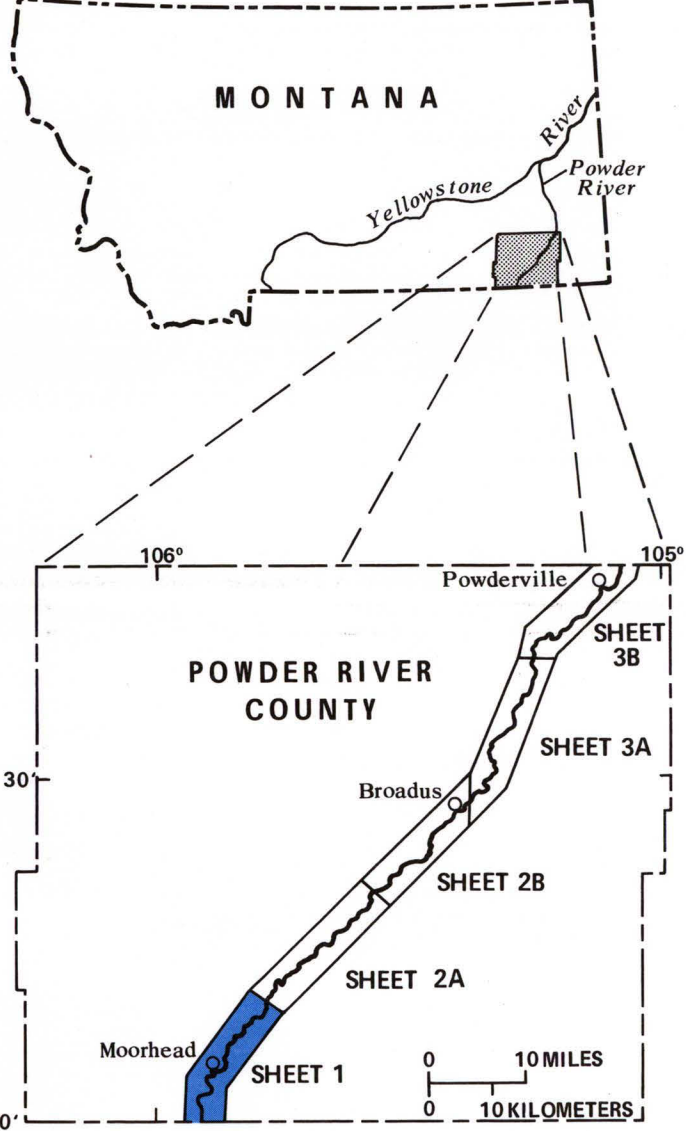 MONTANA
Yellowstone River
Powder
River
106° 105°
Powderville
SHEET
3B
POWDER RIVER
COUNTY
SHEET 3A
30'
Broadus
SHEET 2B
SHEET 2A
Moorhead
SHEET 1
0 10 MILES
0 10 KILOMETERS
0'